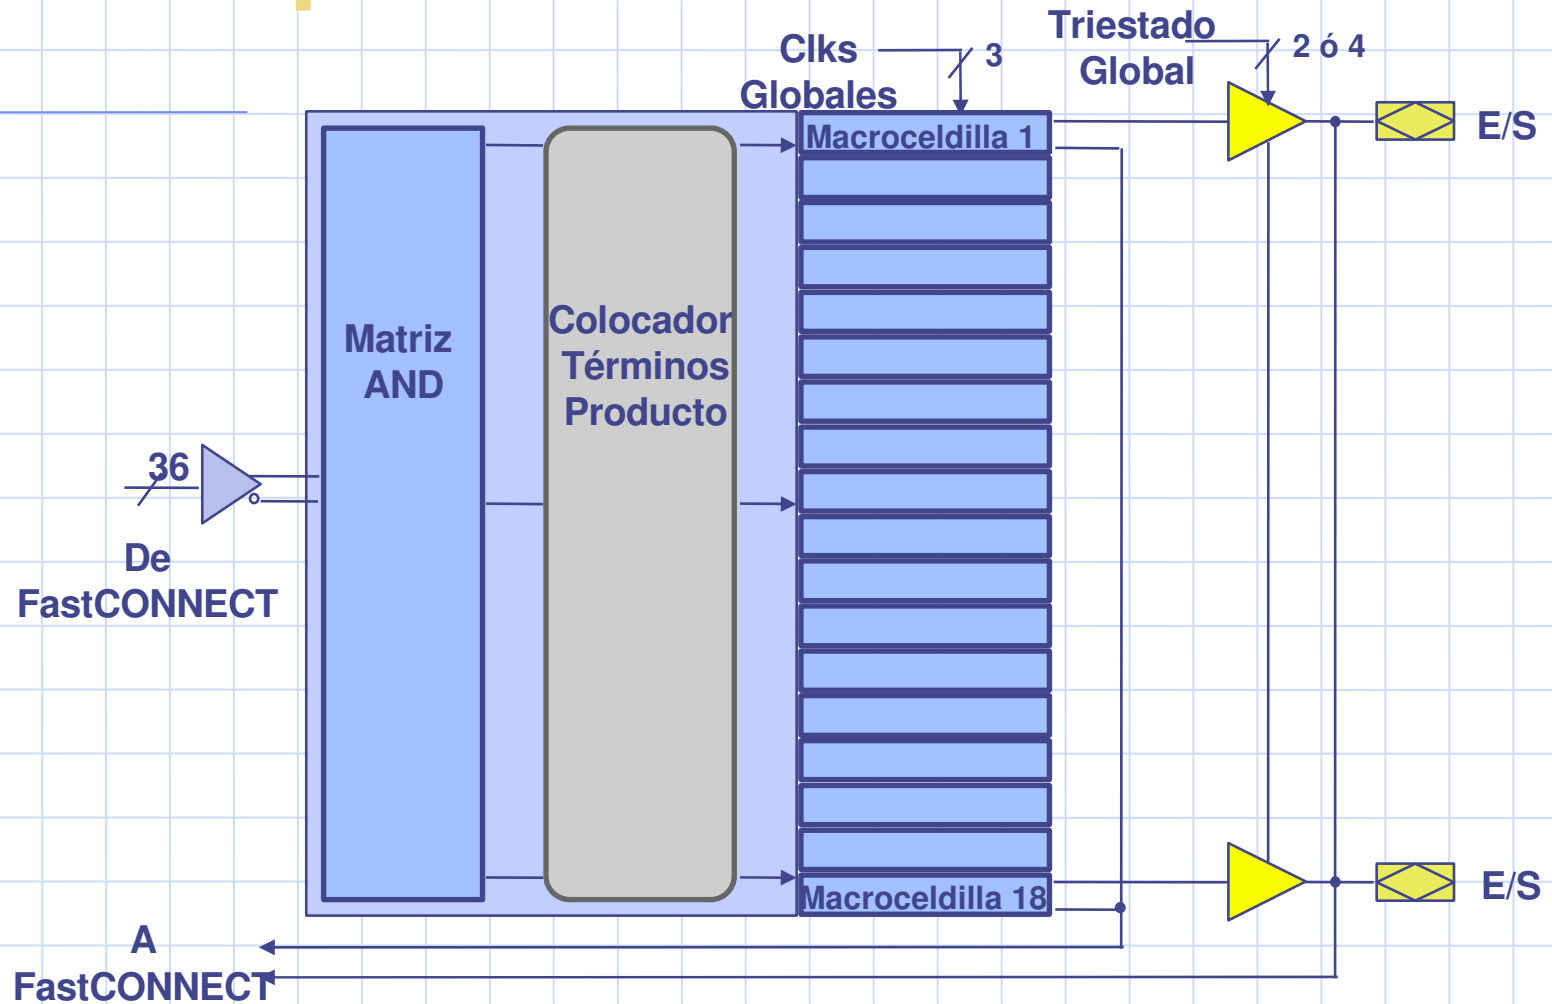 Clks
Globales
3
Triestado
Global
2 ó 4
Macroceldilla 1
E/S
Matriz
AND
Colocador
Términos
Producto
36
De
FastCONNECT
Macroceldilla 18
E/S
A
FastCONNECT